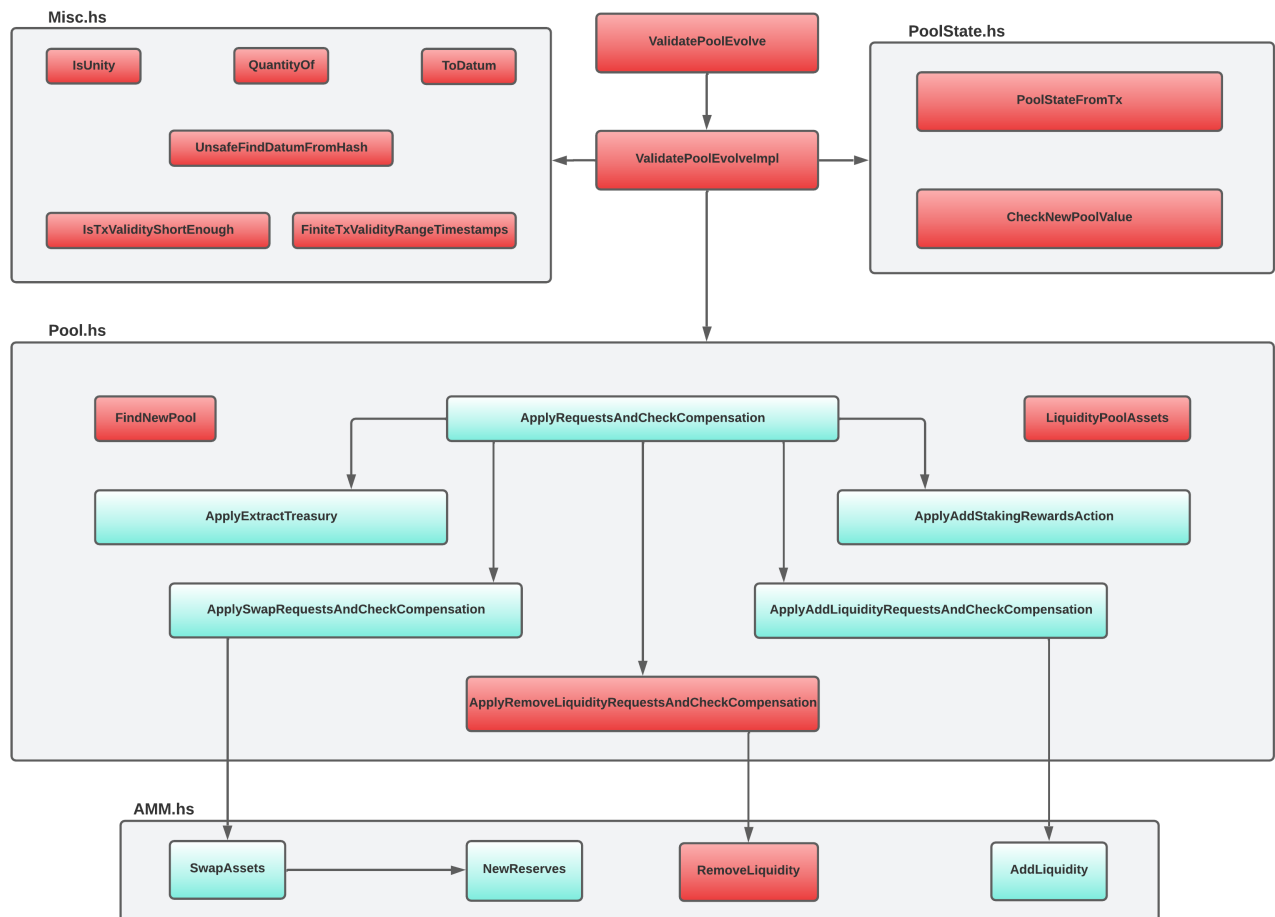 Misc.hs
IsUnity
QuantityOf
ToDatum
UnsafeFindDatumFromHash
IsTxValidityShortEnough
FiniteTxValidityRangeTimestamps
ValidatePoolEvolve
ValidatePoolEvolveImpl
PoolState.hs
PoolStateFromTx
CheckNewPoolValue
Pool.hs
FindNewPool
ApplyRequestsAndCheckCompensation
LiquidityPoolAssets
ApplyExtractTreasury
ApplyAddStakingRewardsAction
ApplySwapRequestsAndCheckCompensation
ApplyAddLiquidityRequestsAndCheckCompensation
ApplyRemoveLiquidityRequestsAndCheckCompensation
AMM.hs
SwapAssets
NewReserves
RemoveLiquidity
AddLiquidity